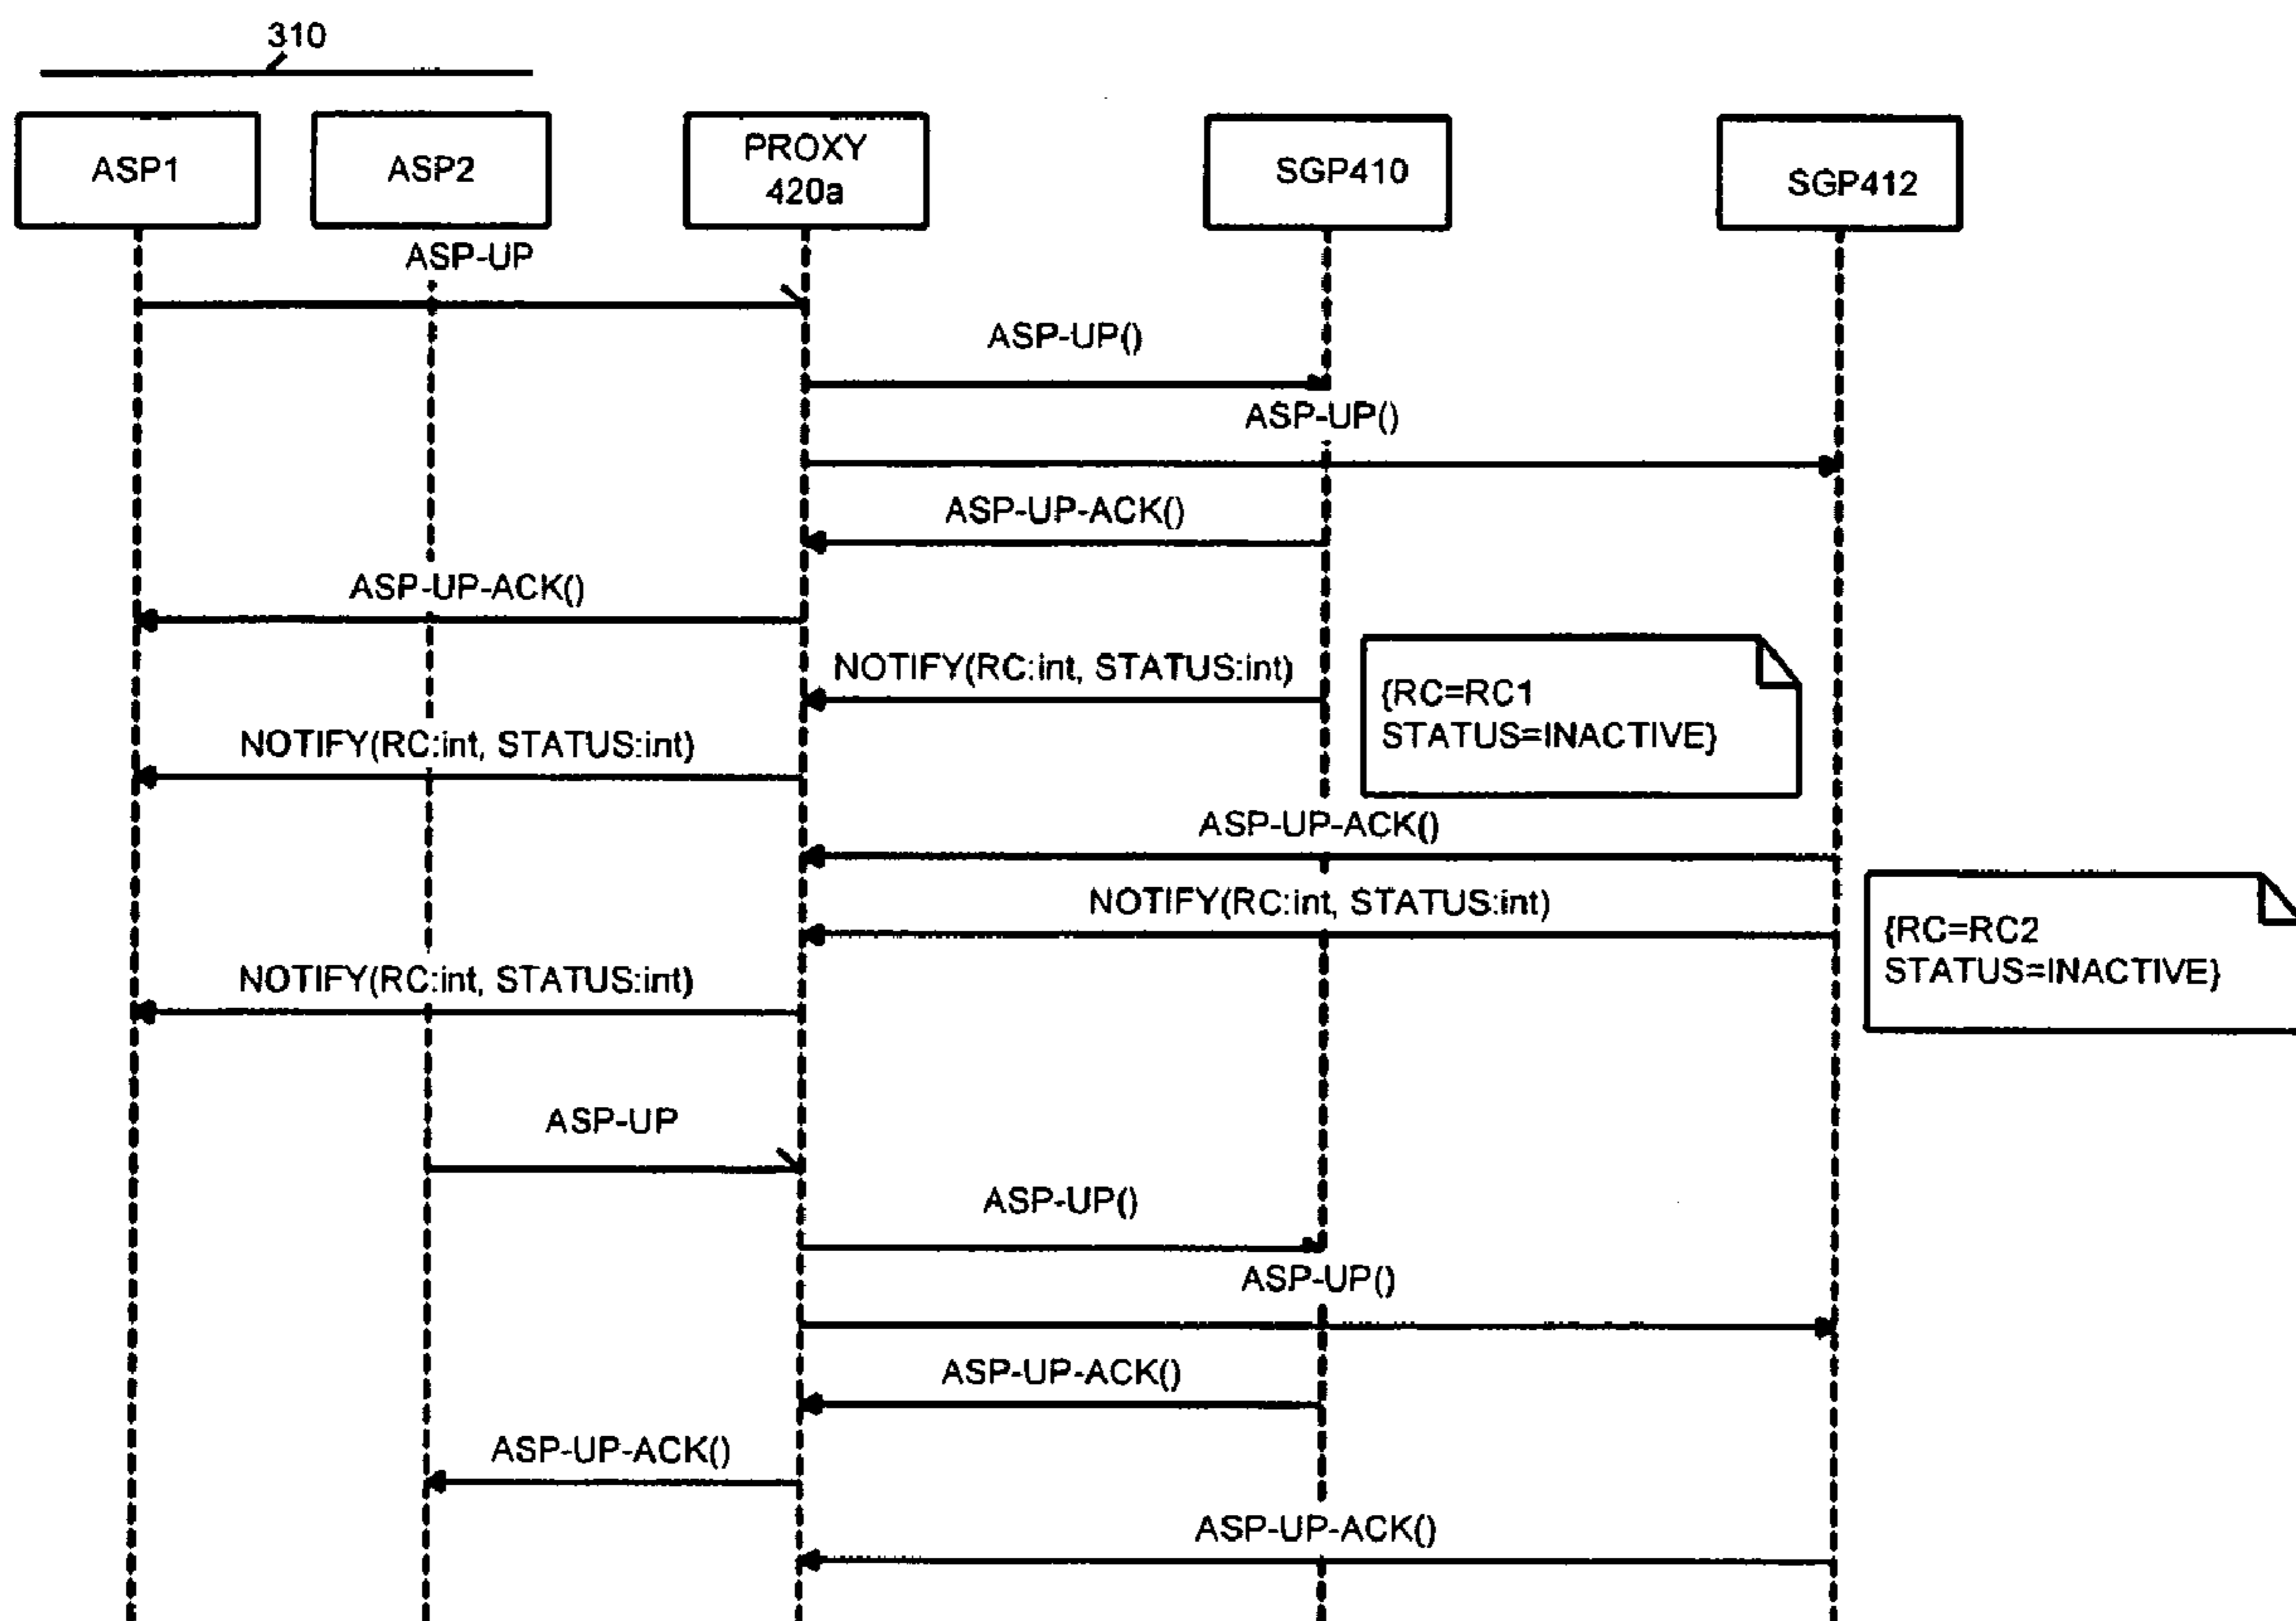 310
ASP1
ASP2
PROXY
420a
SGP410
SGP412
ASP-UP
ASP-UP()
ASP-UP()
ASP-UP-ACK()
ASP-UP-ACK()
NOTIFY(RC:int, STATUS:int)
{RC=RC1
STATUS=INACTIVE}
NOTIFY(RC:int, STATUS:int)
ASP-UP-ACK()
NOTIFY(RC:int, STATUS:int)
{RC=RC2
STATUS=INACTIVE}
NOTIFY(RC:int, STATUS:int)
ASP-UP
ASP-UP()
ASP-UP()
ASP-UP-ACK()
ASP-UP-ACK()
ASP-UP-ACK()